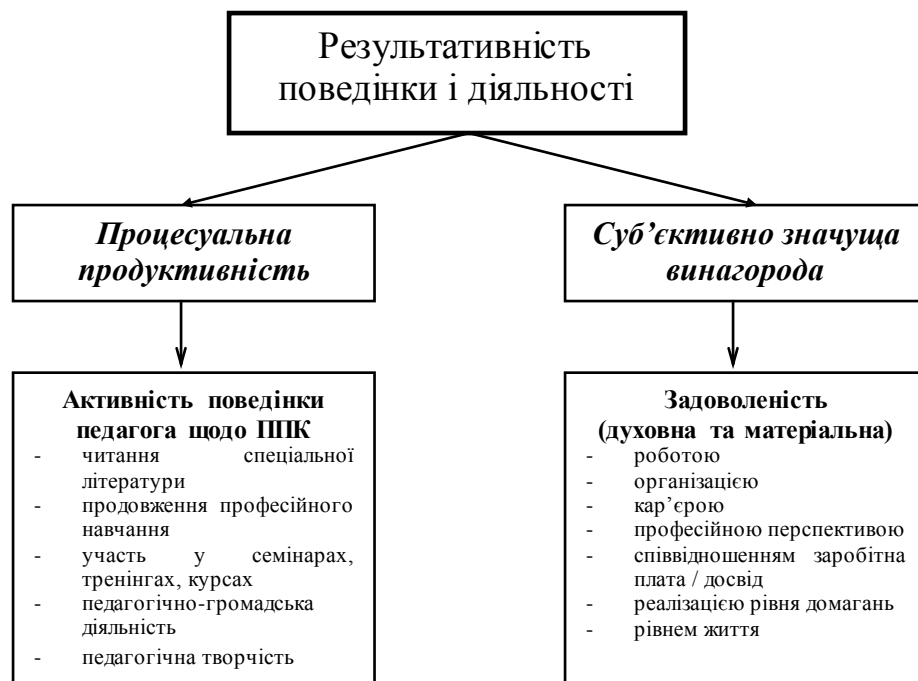 Результативність
поведінки і діяльності
Процесуальна
продуктивність
Суб’єктивно значуща
винагорода
Активність поведінки
педагога щодо ППК
- читання спеціальної
літератури
- продовження професійного
навчання
- участь у семінарах,
тренінгах, курсах
- педагогічно-громадська
діяльність
- педагогічна творчість
Задоволеність
(духовна та матеріальна)
- роботою
- організацією
- кар’єрою
- професійною перспективою
- співвідношенням заробітна
плата / досвід
- реалізацією рівня домагань
- рівнем життя